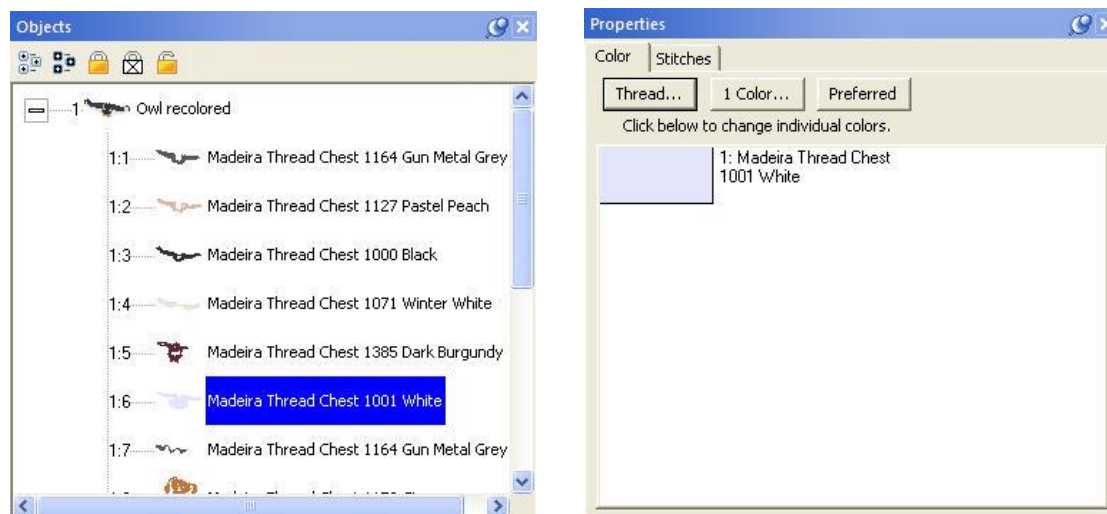 Objects
1 Owl recolored
1:1 Madeira Thread Chest 1164 Gun Metal Grey
1:2 Madeira Thread Chest 1127 Pastel Peach
1:3 Madeira Thread Chest 1000 Black
1:4 Madeira Thread Chest 1071 Winter White
1:5 Madeira Thread Chest 1385 Dark Burgundy
1:6 Madeira Thread Chest 1001 White
1:7 Madeira Thread Chest 1164 Gun Metal Grey
Properties
Color Stitches
Thread... 1 Color... Preferred
Click below to change individual colors.
1: Madeira Thread Chest
1001 White